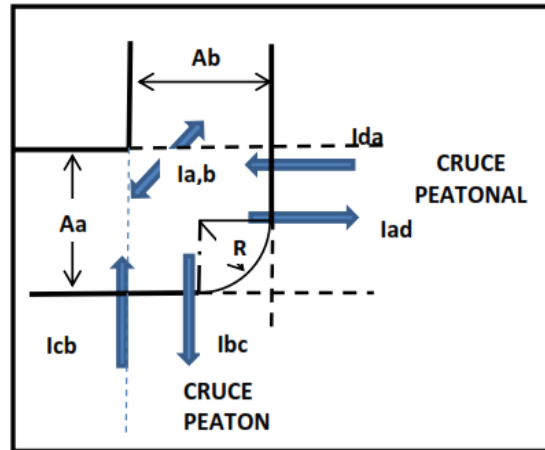 Ab
Ida
Ia,b
CRUCE
PEATONAL
Aa
Iad
R
Icb
Ibc
CRUCE
PEATON